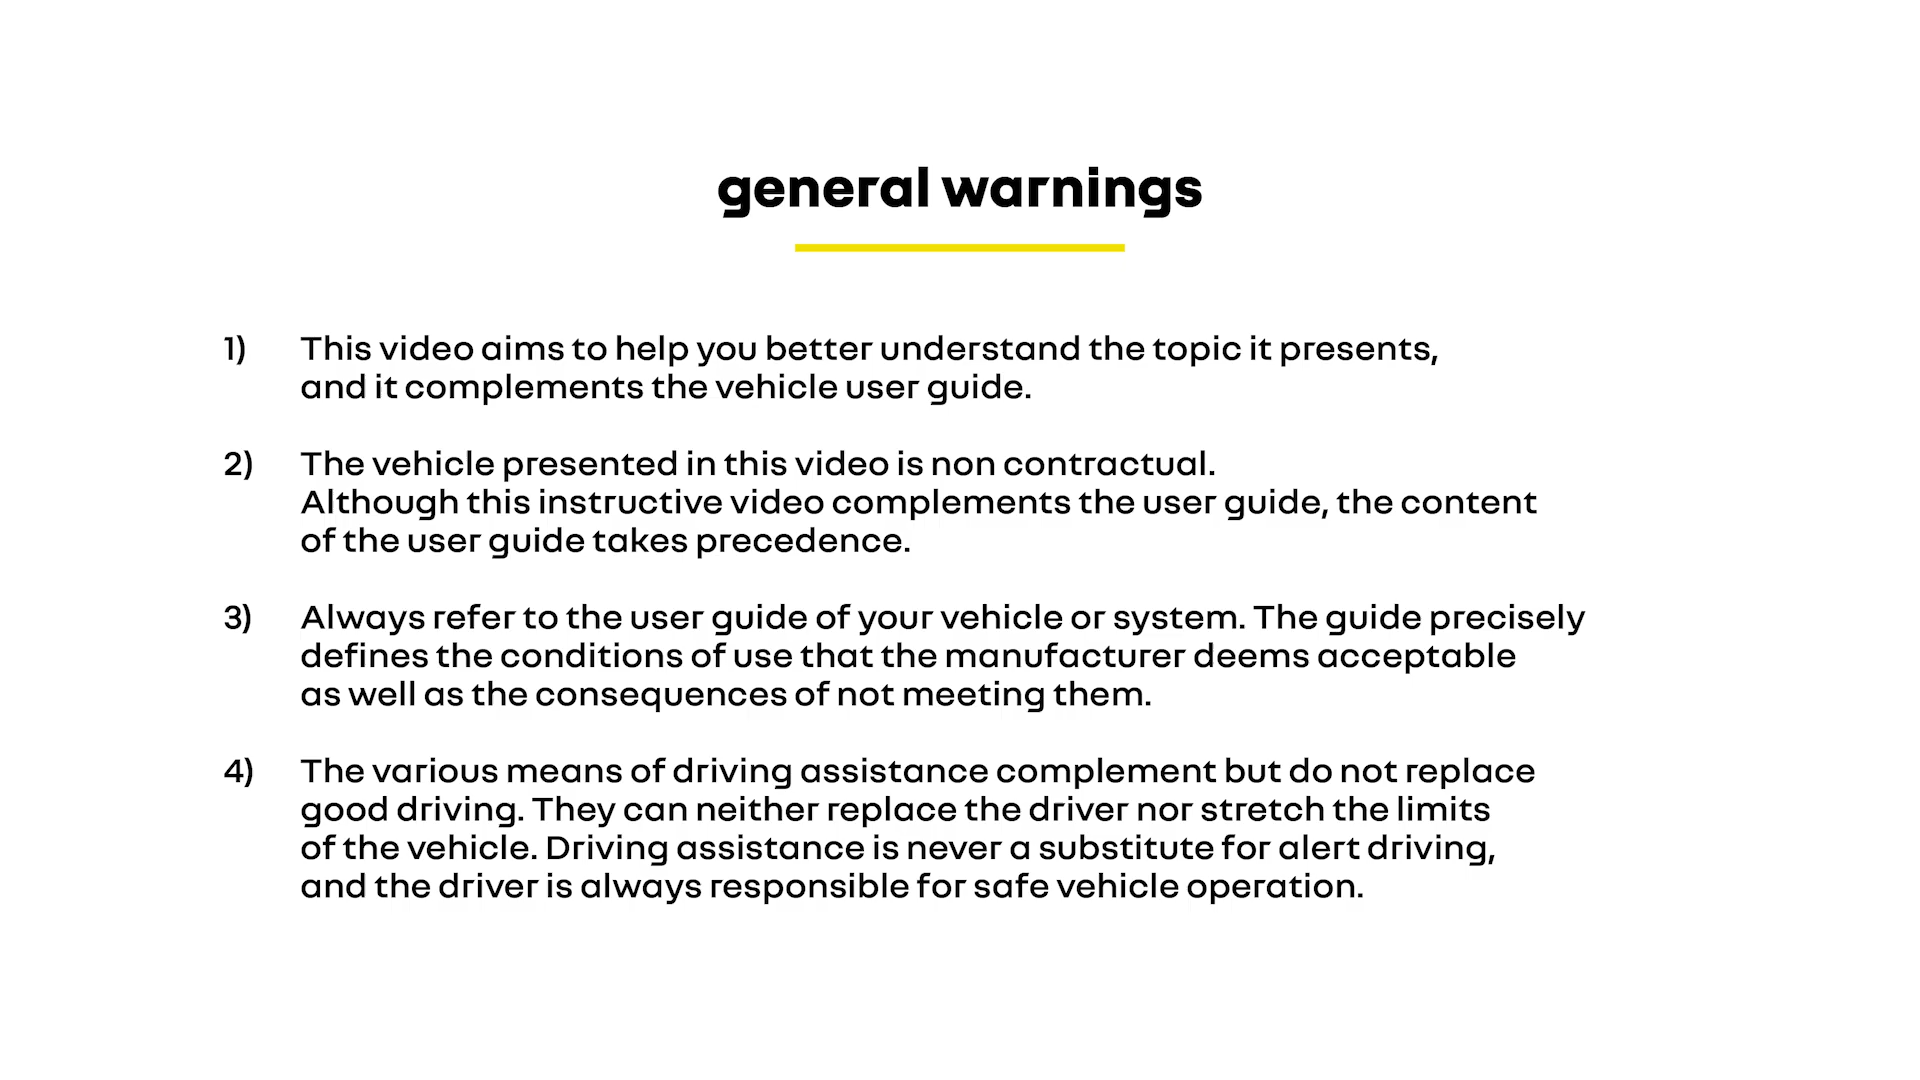 general warnings
1) This video aims to help you better understand the topic it presents,
and it complements the vehicle user guide.
2) The vehicle presented in this video is non contractual.
Although this instructive video complements the user guide, the content
of the user guide takes precedence.
3) Always refer to the user guide of your vehicle or system. The guide precisely
defines the conditions of use that the manufacturer deems acceptable
as well as the consequences of not meeting them.
4) The various means of driving assistance complement but do not replace
good driving. They can neither replace the driver nor stretch the limits
of the vehicle. Driving assistance is never a substitute for alert driving,
and the driver is always responsible for safe vehicle operation.